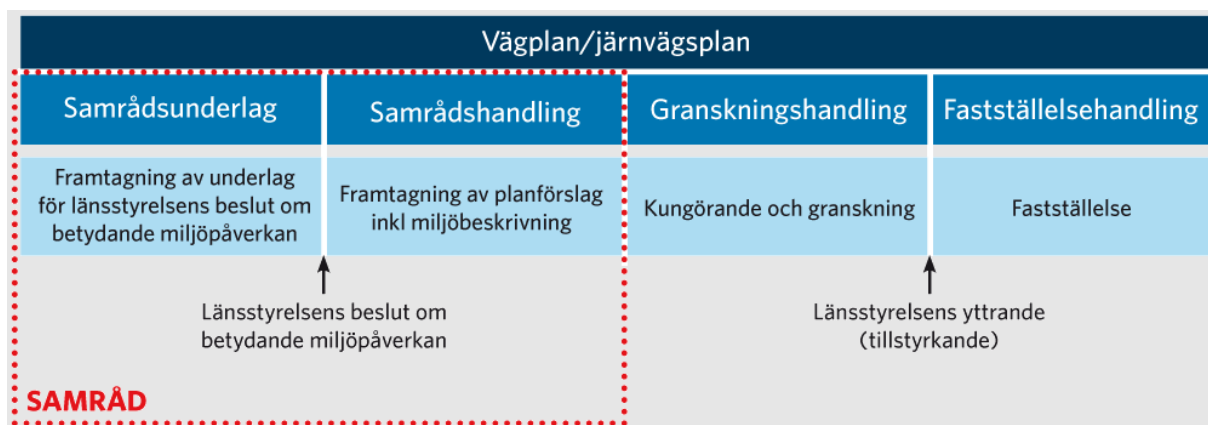 Vägplan/järnvägsplan
Samrådsunderlag
Samrådshandling
Granskningshandling
Fastställelsehandling
Framtagning av underlag
för länsstyrelsens beslut om
betydande miljöpåverkan
Framtagning av planförslag
inkl miljöbeskrivning
Kungörande och granskning
Fastställelse
Länsstyrelsens beslut om
betydande miljöpåverkan
Länsstyrelsens yttrande
(tillstyrkande)
SAMRÅD